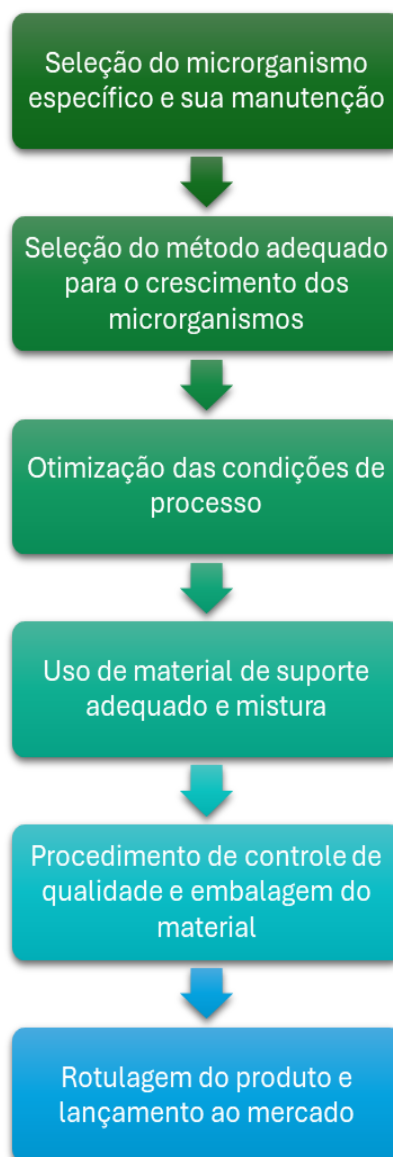 Seleção do microrganismo
específico e sua manutenção
Seleção do método adequado
para o crescimento dos
microrganismos
Otimização das condições de
processo
Uso de material de suporte
adequado e mistura
Procedimento de controle de
qualidade e embalagem do
material
Rotulagem do produto e
lançamento ao mercado